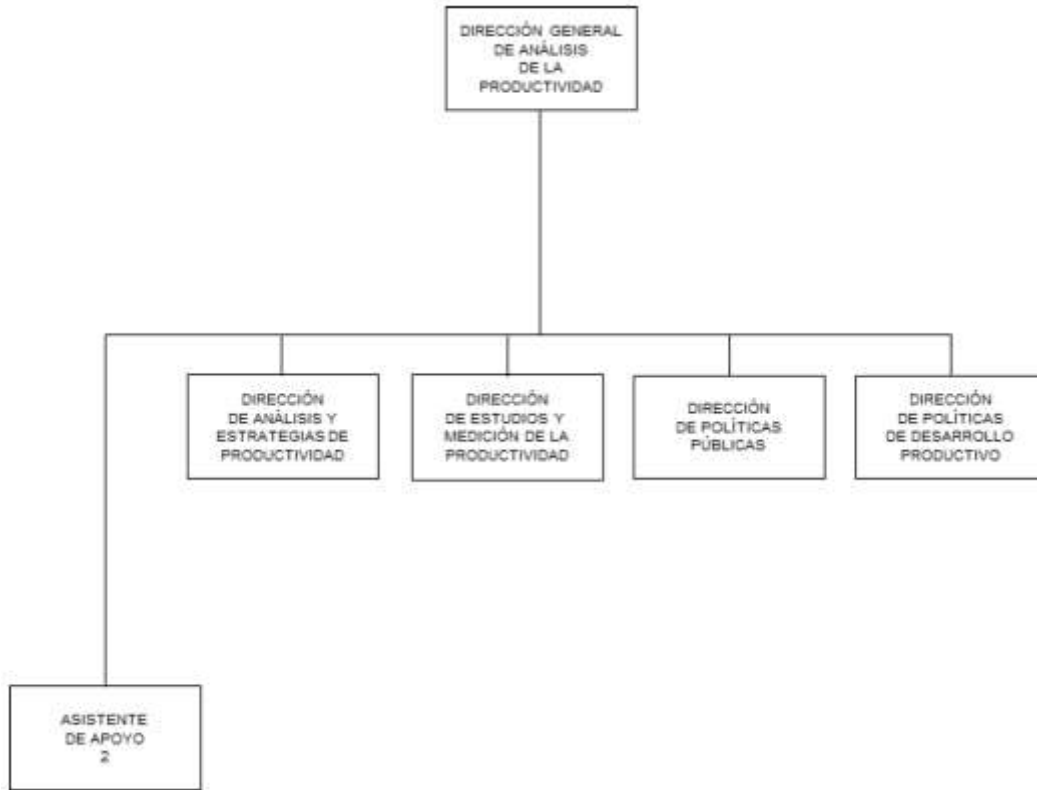 DIRECCIÓN GENERAL
DE ANÁLISIS
DE LA
PRODUCTIVIDAD
DIRECCIÓN
DE ANÁLISIS Y
ESTRATEGIAS DE
PRODUCTIVIDAD
DIRECCIÓN
DE ESTUDIOS Y
MEDICIÓN DE LA
PRODUCTIVIDAD
DIRECCIÓN
DE POLÍTICAS
PÚBLICAS
DIRECCIÓN
DE POLÍTICAS
DE DESARROLLO
PRODUCTIVO
ASISTENTE
DE APOYO
2